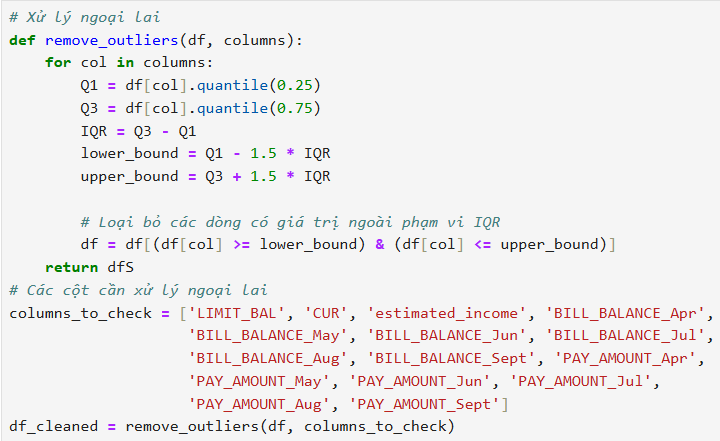 # Xử lý ngoại lai
def remove_outliers(df, columns):
    for col in columns:
        Q1 = df[col].quantile(0.25)
        Q3 = df[col].quantile(0.75)
        IQR = Q3 - Q1
        lower_bound = Q1 - 1.5 * IQR
        upper_bound = Q3 + 1.5 * IQR

        # Loại bỏ các dòng có giá trị ngoài phạm vi IQR
        df = df[(df[col] >= lower_bound) & (df[col] <= upper_bound)]
    return dfS
# Các cột cần xử lý ngoại lai
columns_to_check = ['LIMIT_BAL', 'CUR', 'estimated_income', 'BILL_BALANCE_Apr',
                    'BILL_BALANCE_May', 'BILL_BALANCE_Jun', 'BILL_BALANCE_Jul',
                    'BILL_BALANCE_Aug', 'BILL_BALANCE_Sept', 'PAY_AMOUNT_Apr',
                    'PAY_AMOUNT_May', 'PAY_AMOUNT_Jun', 'PAY_AMOUNT_Jul',
                    'PAY_AMOUNT_Aug', 'PAY_AMOUNT_Sept']
df_cleaned = remove_outliers(df, columns_to_check)